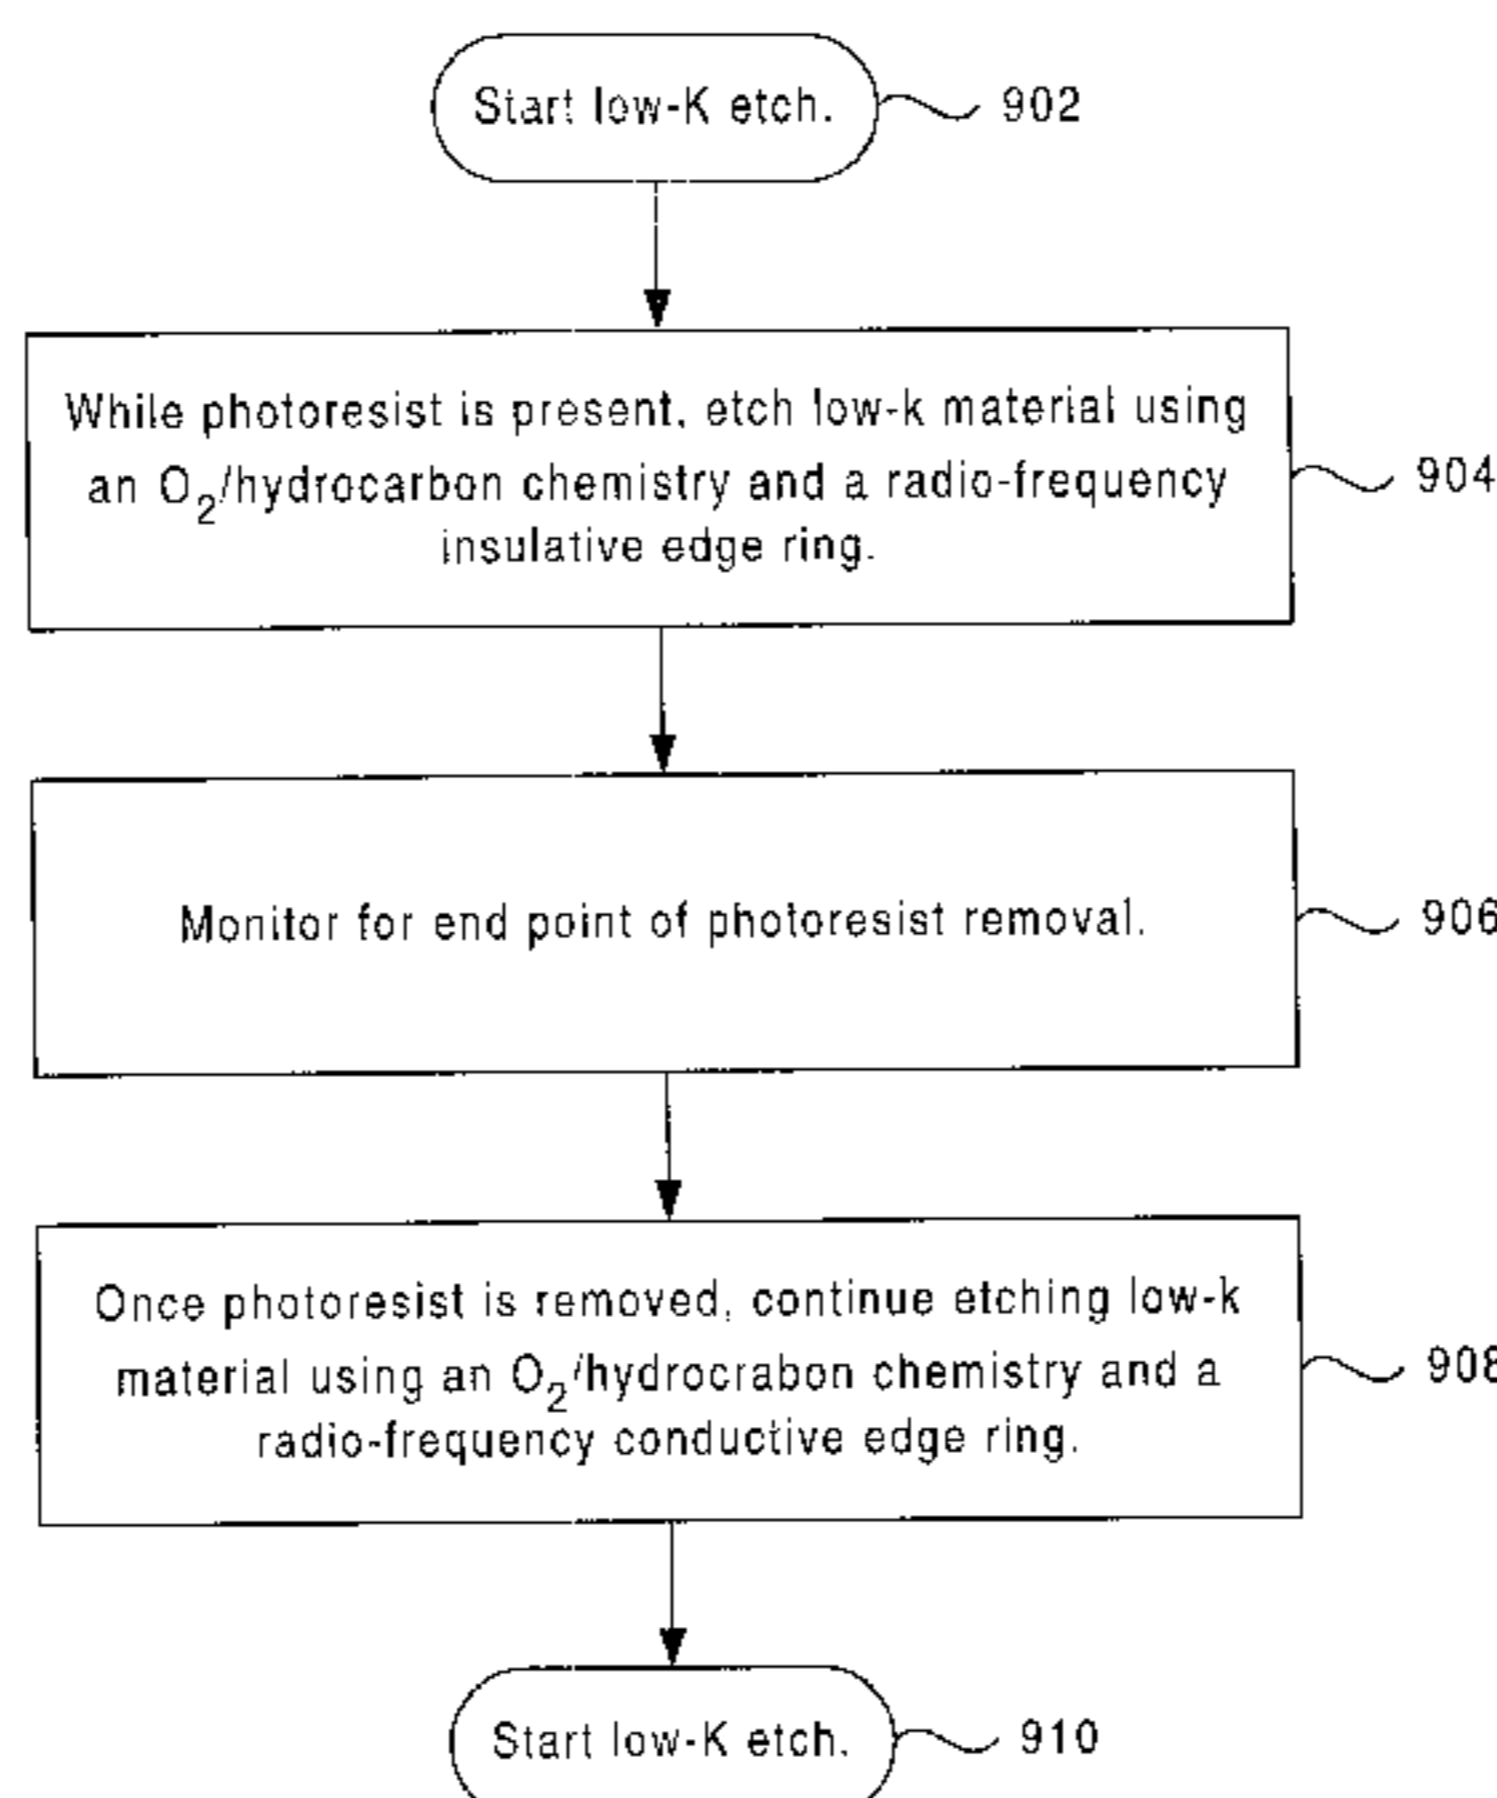 Start low-K etch.
902
While photoresist is present, etch low-k material using
an O₂/hydrocarbon chemistry and a radio-frequency
insulative edge ring.
904
Monitor for end point of photoresist removal.
906
Once photoresist is removed, continue etching low-k
material using an O₂/hydrocrabon chemistry and a
radio-frequency conductive edge ring.
908
Start low-K etch.
910